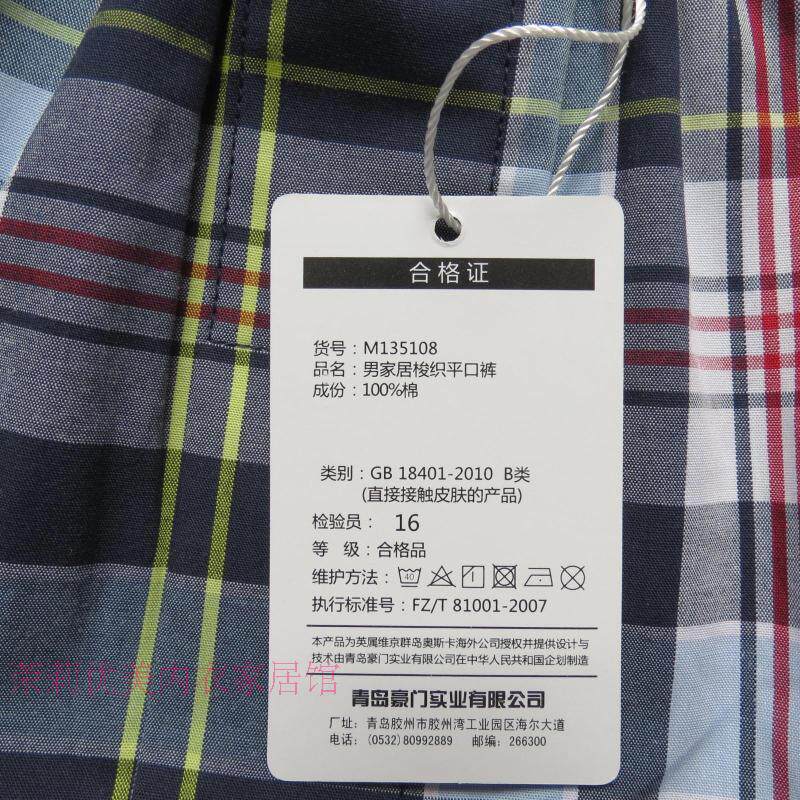 合格证
货号：M135108
品名：男家居梭织平口裤
成份：100%棉
类别：GB 18401-2010 B类
(直接接触皮肤的产品)
检验员： 16
等 级：合格品
维护方法： 40
执行标准号：FZ/T 81001-2007
本产品为英属维京群岛奥斯卡海外公司授权并提供设计与
技术由青岛豪门实业有限公司在中华人民共和国企划制造
青岛豪门实业有限公司
厂址：青岛胶州市胶州湾工业园区海尔大道
电话：(0532)80992889 邮编：266300
茉莉优美内衣家居馆